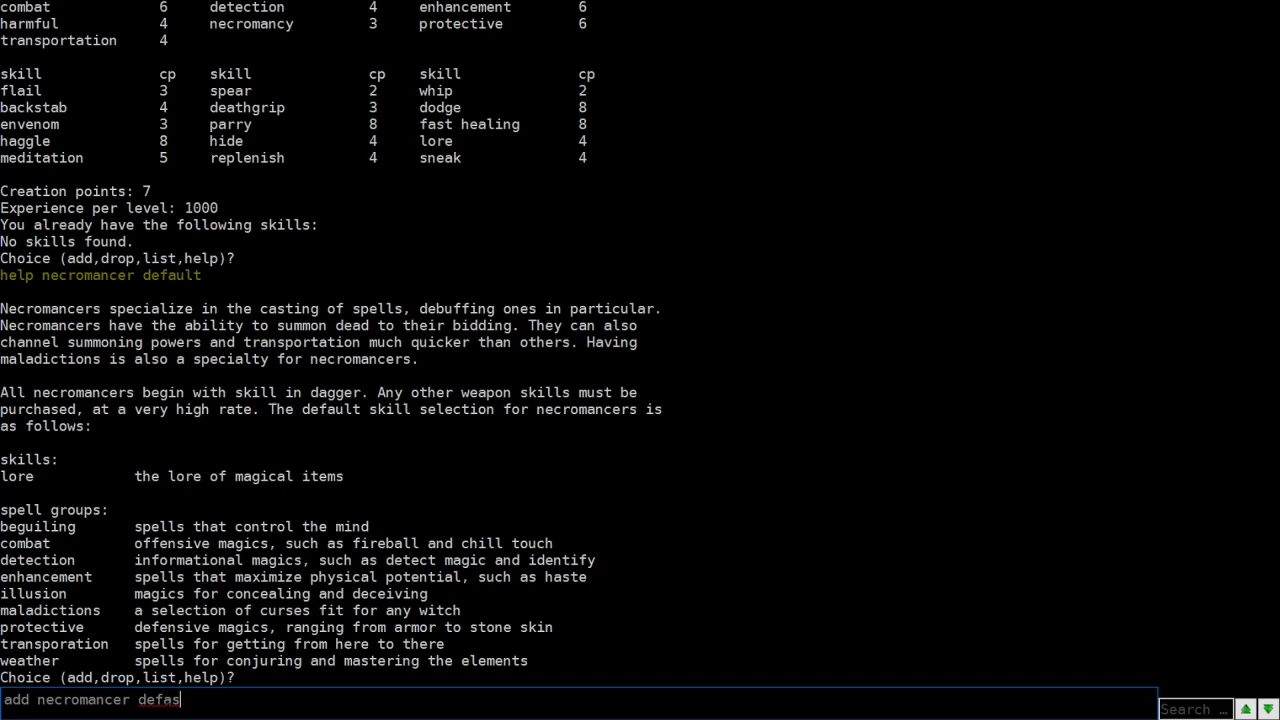 combat 6 detection 4 enhancement 6
harmful 4 necromancy 3 protective 6
transportation 4
skill cp skill cp skill cp
flail 3 spear 2 whip 2
backstab 4 deathgrip 3 dodge 8
envenom 3 parry 8 fast healing 8
haggle 8 hide 4 lore 4
meditation 5 replenish 4 sneak 4
Creation points: 7
Experience per level: 1000
You already have the following skills:
No skills found.
Choice (add,drop,list,help)?
help necromancer default
Necromancers specialize in the casting of spells, debuffing ones in particular.
Necromancers have the ability to summon dead to their bidding. They can also
channel summoning powers and transportation much quicker than others. Having
maladictions is also a specialty for necromancers.
All necromancers begin with skill in dagger. Any other weapon skills must be
purchased, at a very high rate. The default skill selection for necromancers is
as follows:
skills:
lore the lore of magical items
spell groups:
beguiling spells that control the mind
combat offensive magics, such as fireball and chill touch
detection informational magics, such as detect magic and identify
enhancement spells that maximize physical potential, such as haste
illusion magics for concealing and deceiving
maladictions a selection of curses fit for any witch
protective defensive magics, ranging from armor to stone skin
transporation spells for getting from here to there
weather spells for conjuring and mastering the elements
Choice (add,drop,list,help)?
add necromancer defas
Search ...